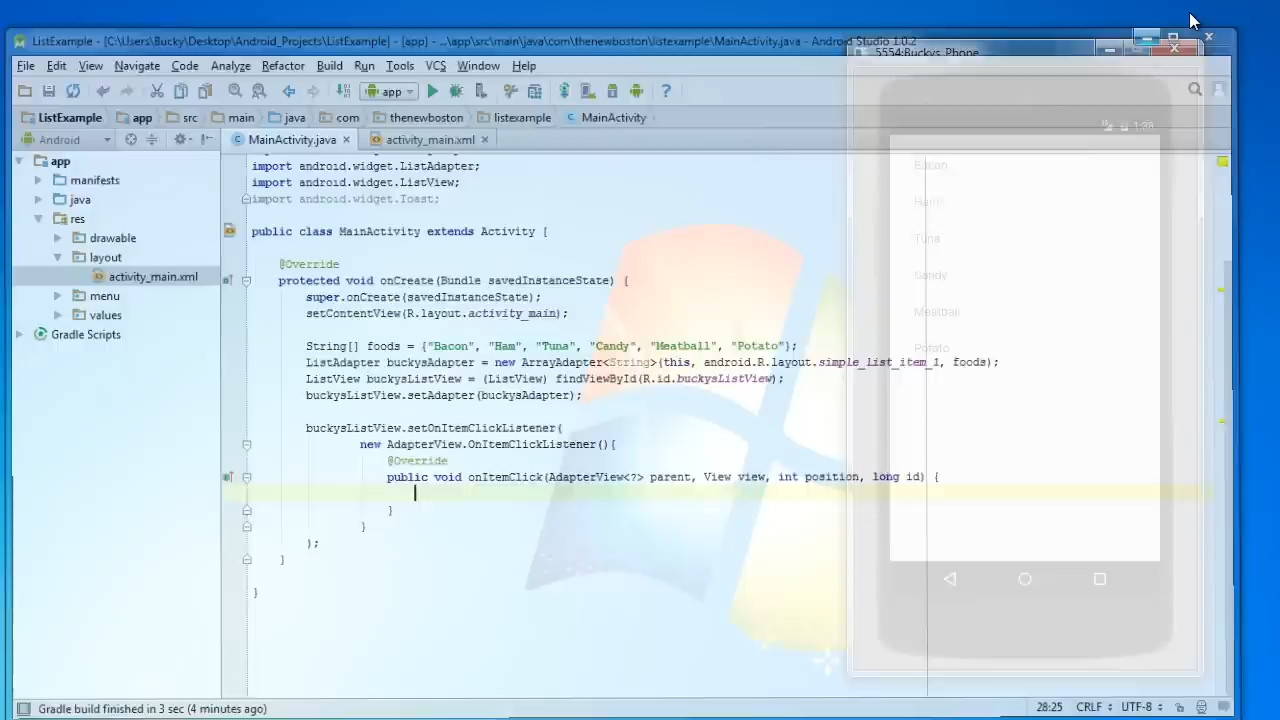 ListExample - [C:\Users\Bucky\Desktop\Android_Projects\ListExample] - [app] - ...\app\src\main\java\com\thenewboston\listexample\MainActivity.java - Android Studio 1.0.2
5554:Buckys_Phone
File Edit View Navigate Code Analyze Refactor Build Run Tools VCS Window Help
app
ListExample app src main java com thenewboston listexample MainActivity
Android
MainActivity.java
activity_main.xml
1:38
app
manifests
java
res
drawable
layout
activity_main.xml
menu
values
Gradle Scripts
import android.widget.ListAdapter;
import android.widget.ListView;
import android.widget.Toast;
public class MainActivity extends Activity {
@Override
protected void onCreate(Bundle savedInstanceState) {
super.onCreate(savedInstanceState);
setContentView(R.layout.activity_main);
String[] foods = {"Bacon", "Ham", "Tuna", "Candy", "Meatball", "Potato"};
ListAdapter buckysAdapter = new ArrayAdapter<String>(this, android.R.layout.simple_list_item_1, foods);
ListView buckysListView = (ListView) findViewById(R.id.buckysListView);
buckysListView.setAdapter(buckysAdapter);
buckysListView.setOnItemClickListener(
new AdapterView.OnItemClickListener(){
@Override
public void onItemClick(AdapterView<?> parent, View view, int position, long id) {
}
}
);
}
}
Bacon
Ham
Tuna
Candy
Meatball
Potato
Gradle build finished in 3 sec (4 minutes ago)
28:25 CRLF UTF-8